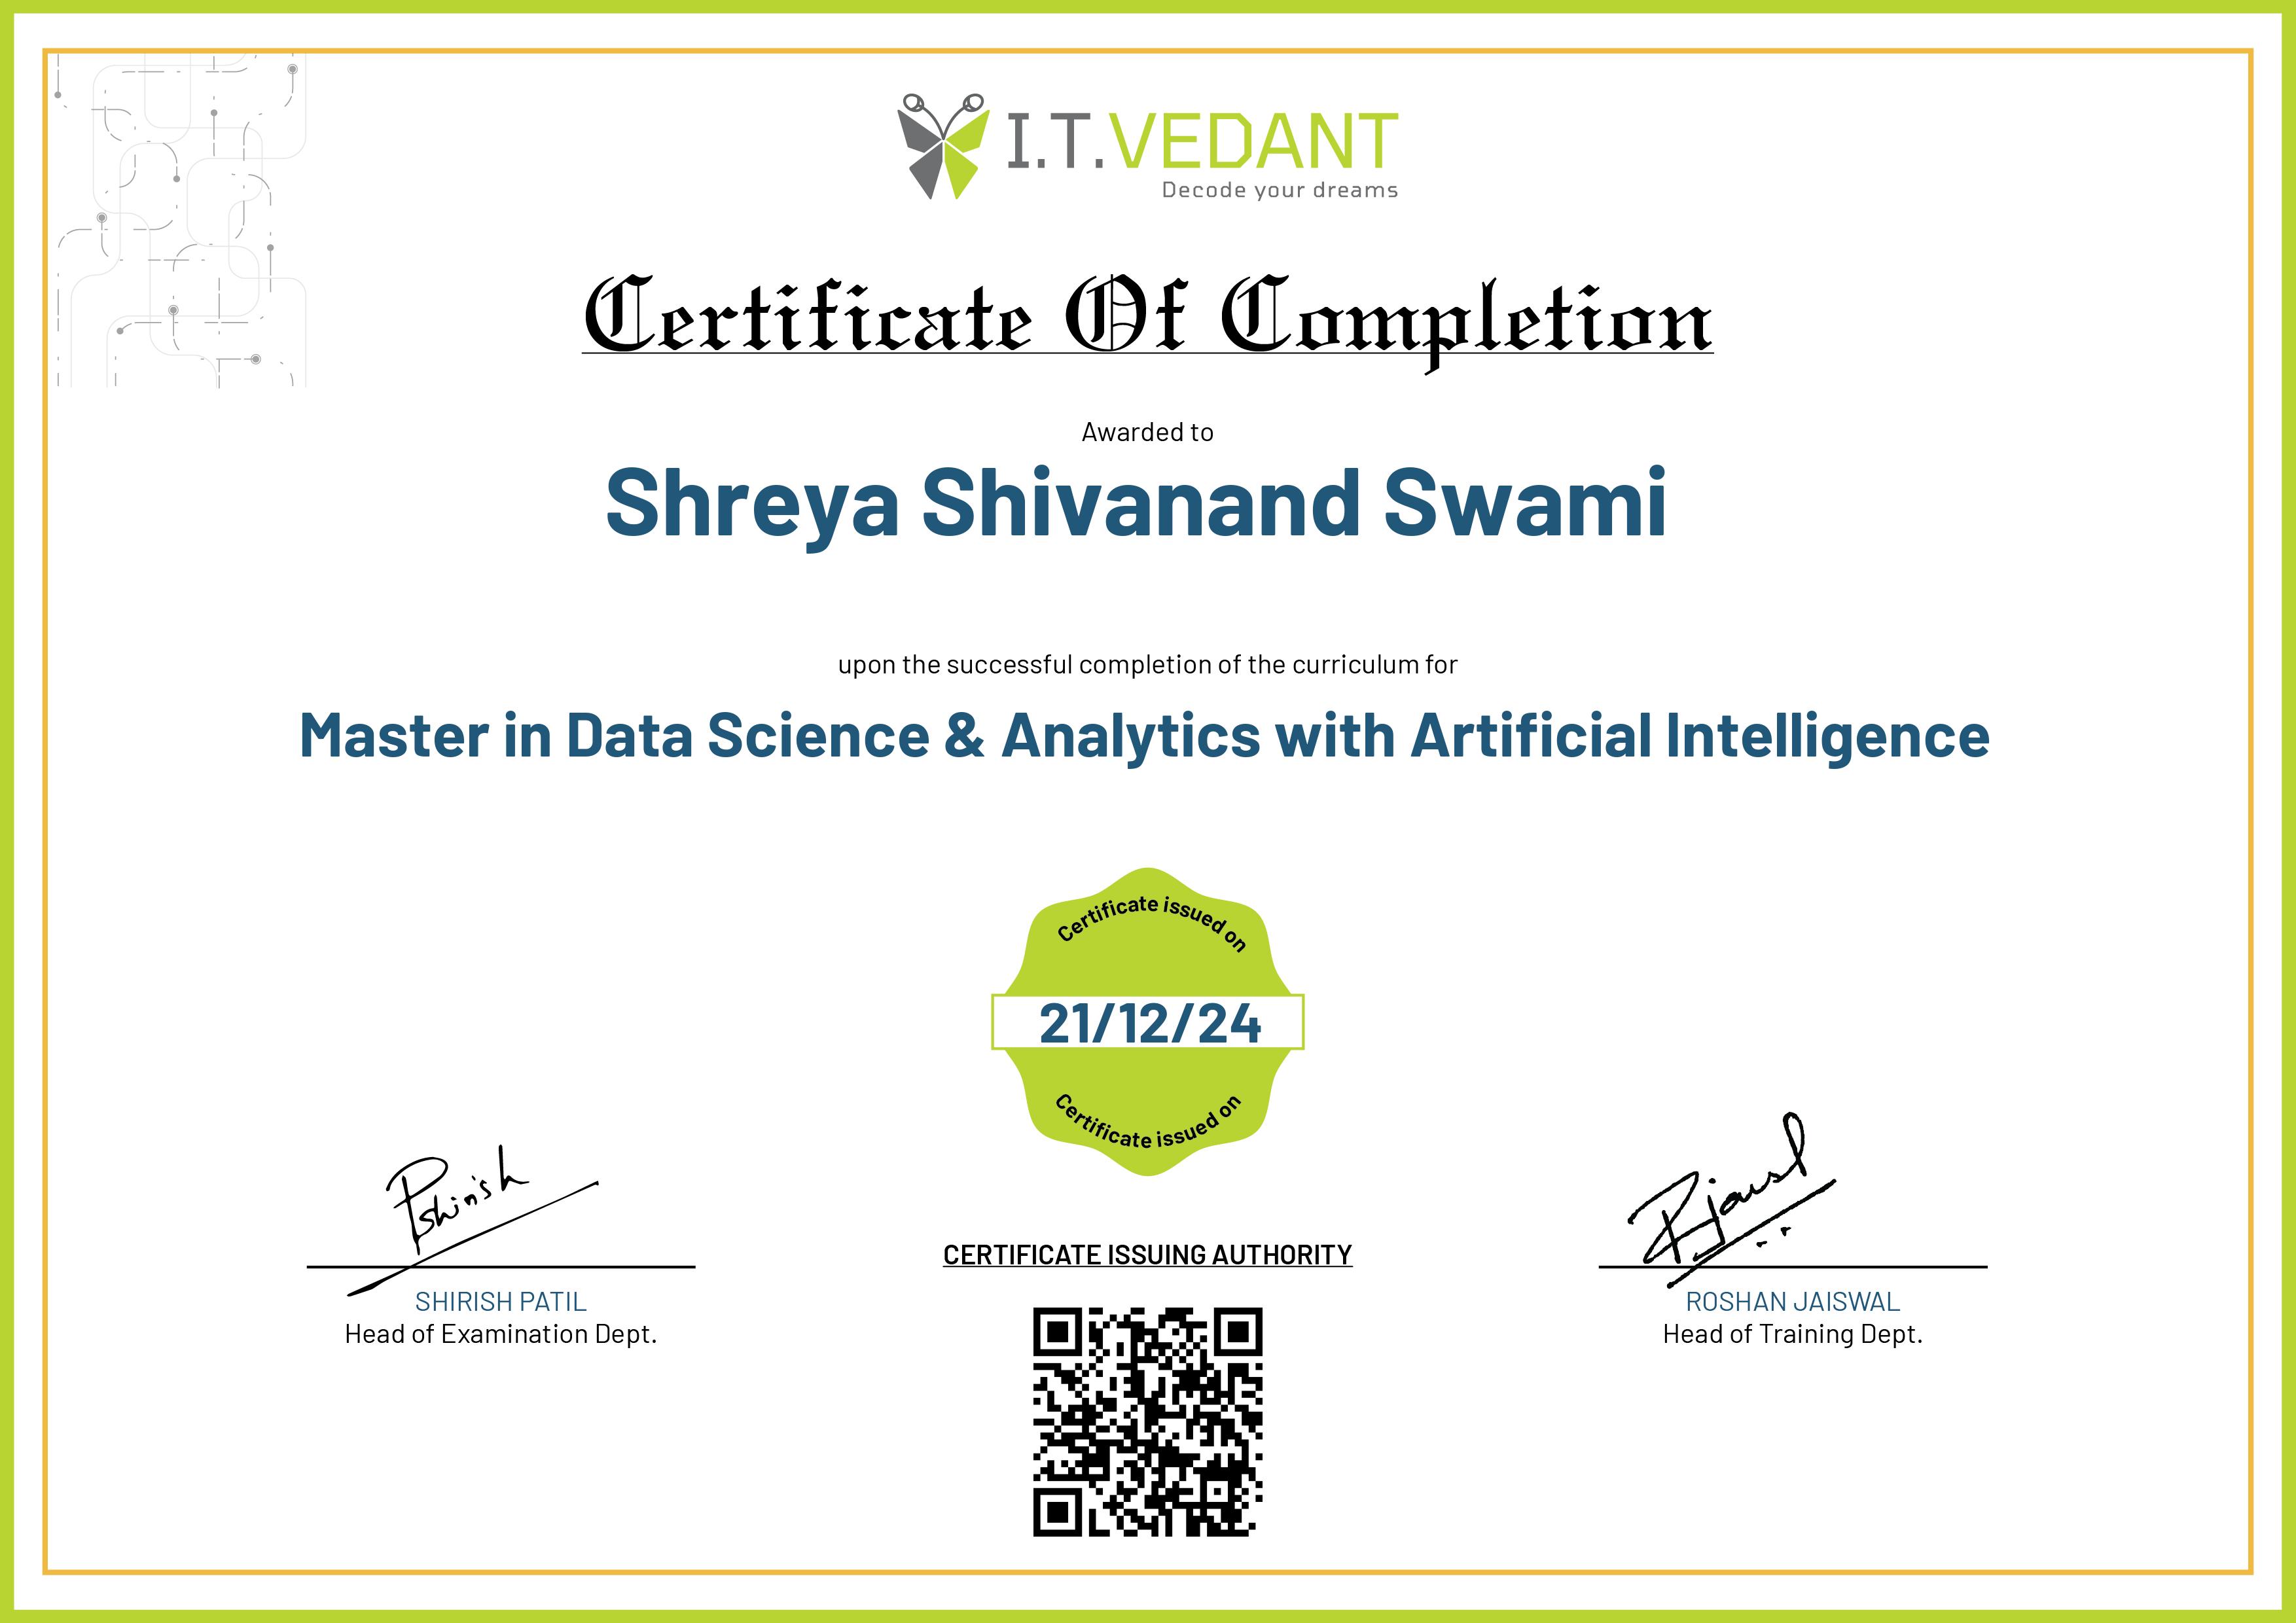 I.T.VEDANT
Decode your dreams
Certificate Of Completion
Awarded to
Shreya Shivanand Swami
upon the successful completion of the curriculum for
Master in Data Science & Analytics with Artificial Intelligence
Certificate issued on
21/12/24
Certificate issued on
Pshirish
Rjaiswal
CERTIFICATE ISSUING AUTHORITY
SHIRISH PATIL
Head of Examination Dept.
ROSHAN JAISWAL
Head of Training Dept.